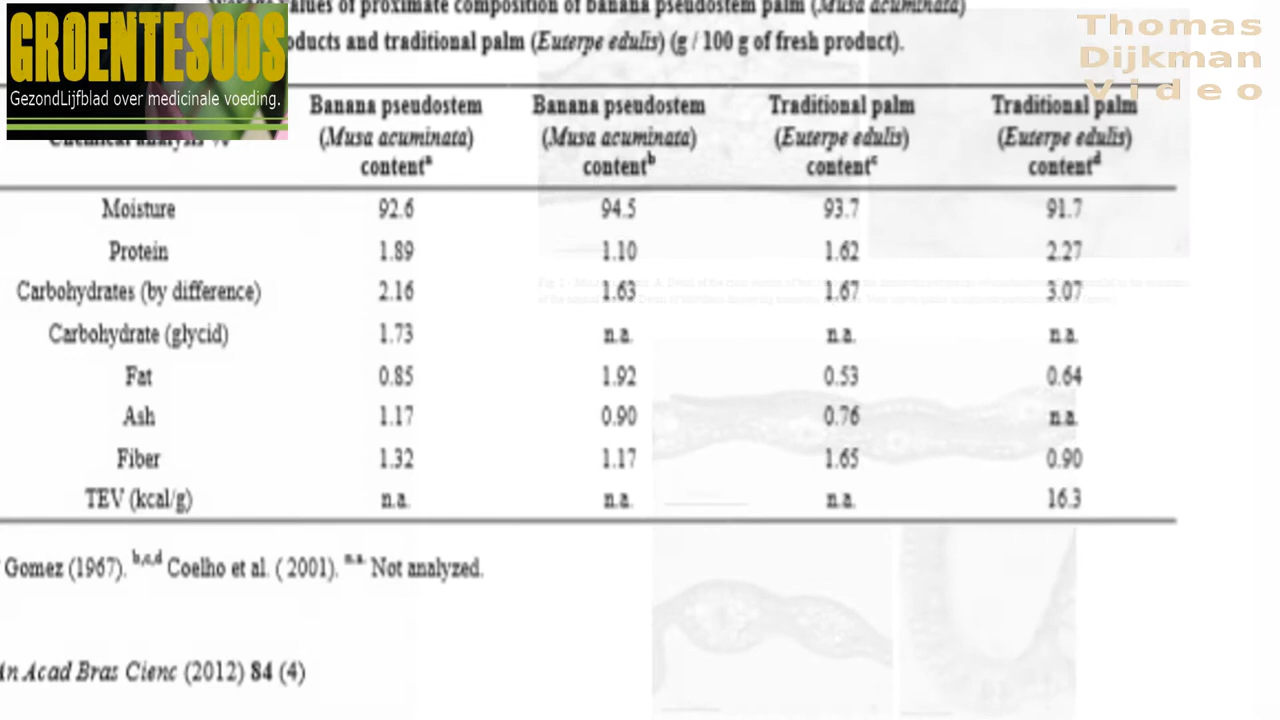 values of proximate composition of banana pseudostem palm (Musa acuminata)
GROENTESOOS
GezondLijfblad over medicinale voeding.
Thomas
Dijkman
Video
products and traditional palm (Euterpe edulis) (g / 100 g of fresh product).
Chemical analysis % Banana pseudostem (Musa acuminata) contentᵃ Banana pseudostem (Musa acuminata) contentᵇ Traditional palm (Euterpe edulis) contentᶜ Traditional palm (Euterpe edulis) contentᵈ
Moisture 92.6 94.5 93.7 91.7
Protein 1.89 1.10 1.62 2.27
Carbohydrates (by difference) 2.16 1.63 1.67 3.07
Carbohydrate (glycid) 1.73 n.a. n.a. n.a.
Fat 0.85 1.92 0.53 0.64
Ash 1.17 0.90 0.76 n.a.
Fiber 1.32 1.17 1.65 0.90
TEV (kcal/g) n.a. n.a. n.a. 16.3
Gomez (1967). b,c,d Coelho et al. ( 2001). n.a. Not analyzed.
An Acad Bras Cienc (2012) 84 (4)